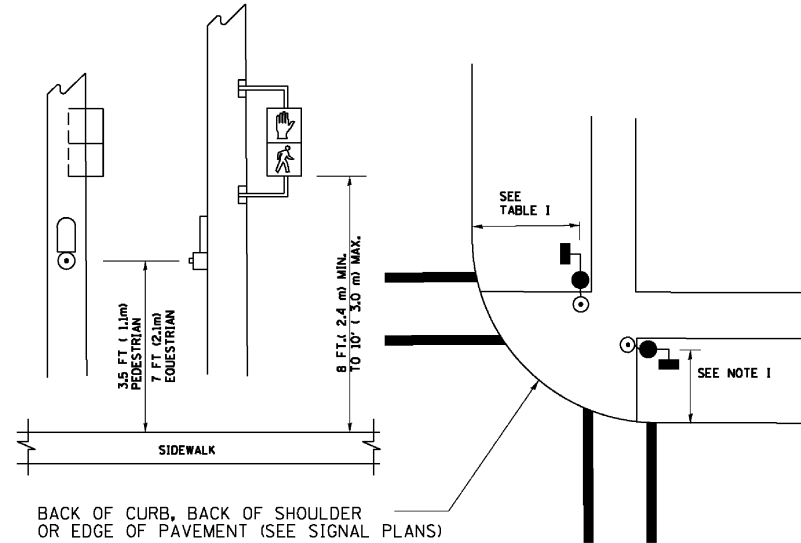 3.5 FT ( 1.1m)
PEDESTRIAN
7 FT (2.1m)
EQUESTRIAN
8 FT.( 2.4 m) MIN.
TO 10' ( 3.0 m) MAX.
SIDEWALK
SEE
TABLE I
SEE NOTE I
BACK OF CURB, BACK OF SHOULDER
OR EDGE OF PAVEMENT (SEE SIGNAL PLANS)